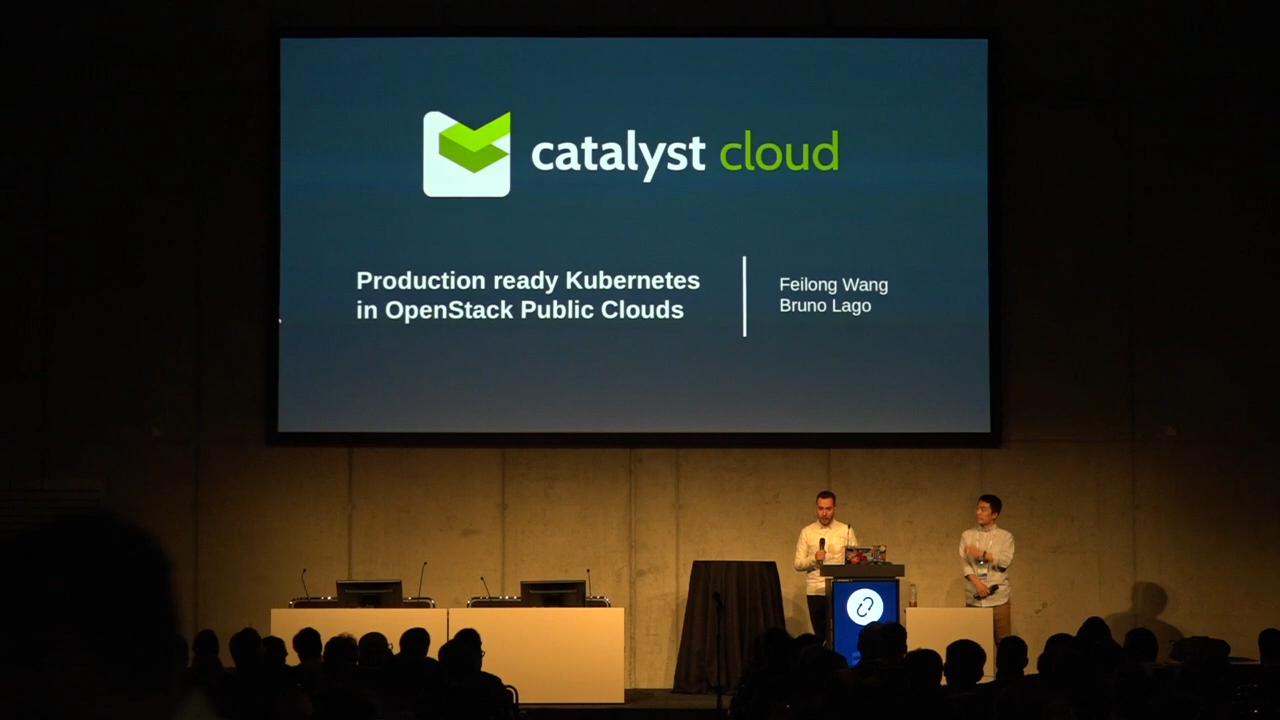 catalyst cloud
Production ready Kubernetes
in OpenStack Public Clouds
Feilong Wang
Bruno Lago